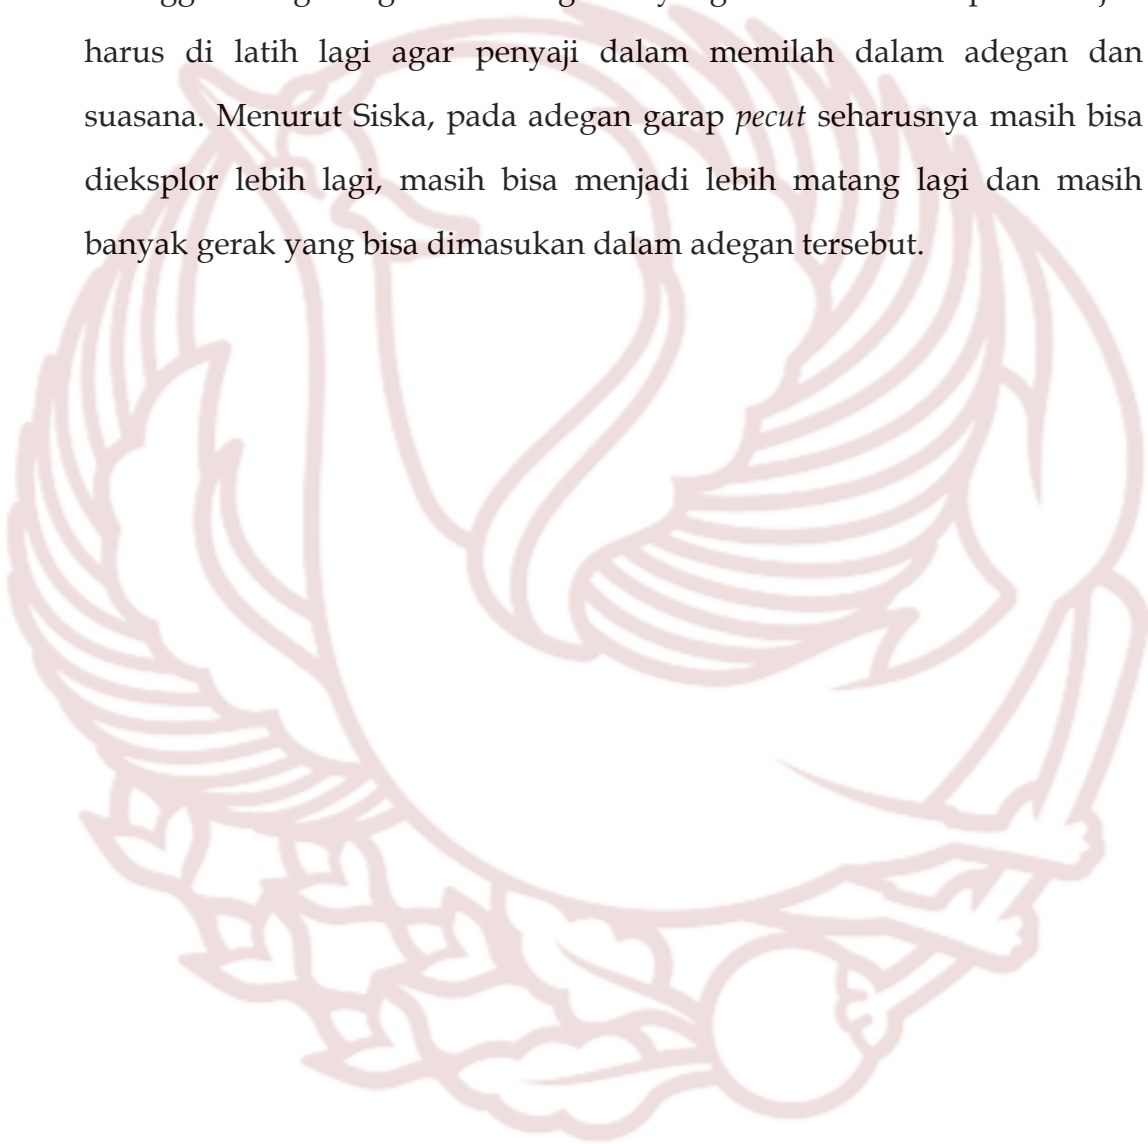 harus di latih lagi agar penyaji dalam memilah dalam adegan dan
suasana. Menurut Siska, pada adegan garap pecut seharusnya masih bisa
dieksplor lebih lagi, masih bisa menjadi lebih matang lagi dan masih
banyak gerak yang bisa dimasukan dalam adegan tersebut.